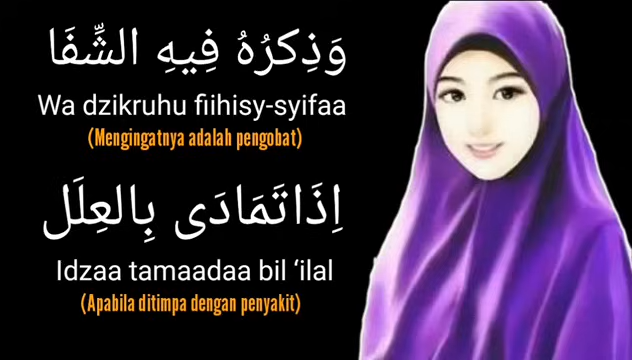 وَذِكرُهُ فِيهِ الشِّفَا
Wa dzikruhu fiihisy-syifaa
(Mengingatnya adalah pengobat)
اِذَاتَمَادَى بِالعِلَل
Idzaa tamaadaa bil ‘ilal
(Apabila ditimpa dengan penyakit)